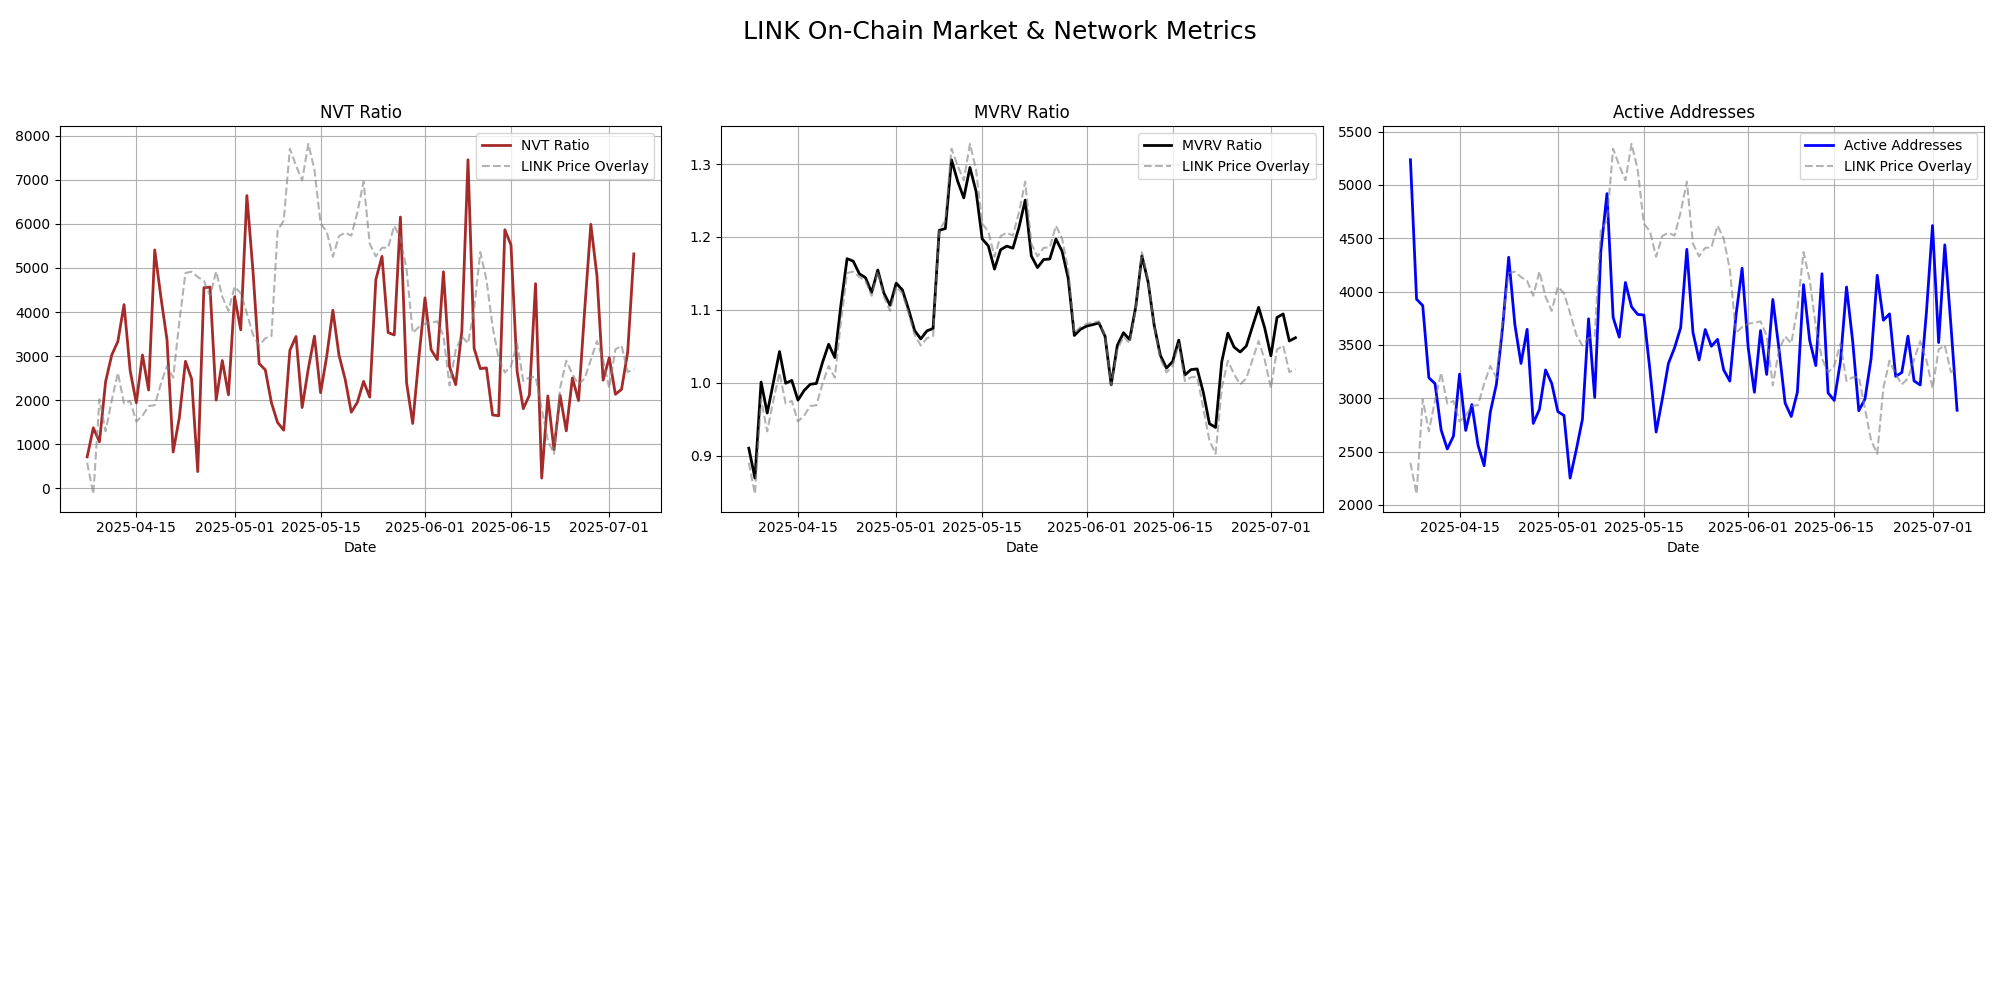 LINK On-Chain Market & Network Metrics
NVT Ratio
NVT Ratio
LINK Price Overlay
8000
7000
6000
5000
4000
3000
2000
1000
0
2025-04-15 2025-05-01 2025-05-15 2025-06-01 2025-06-15 2025-07-01
Date
MVRV Ratio
MVRV Ratio
LINK Price Overlay
1.3
1.2
1.1
1.0
0.9
2025-04-15 2025-05-01 2025-05-15 2025-06-01 2025-06-15 2025-07-01
Date
Active Addresses
Active Addresses
LINK Price Overlay
5500
5000
4500
4000
3500
3000
2500
2000
2025-04-15 2025-05-01 2025-05-15 2025-06-01 2025-06-15 2025-07-01
Date